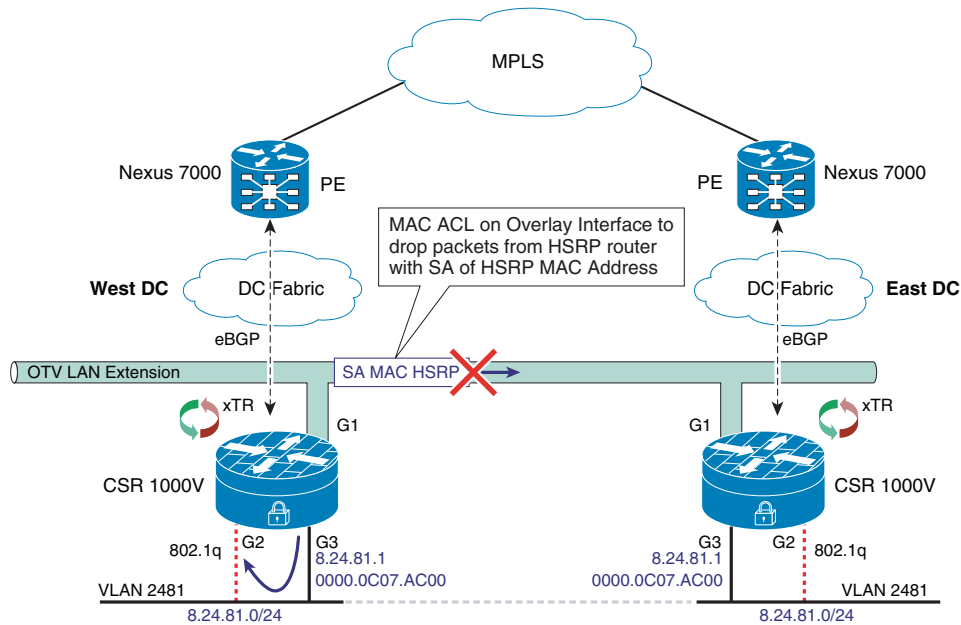 MPLS
Nexus 7000
PE
PE
Nexus 7000
MAC ACL on Overlay Interface to
drop packets from HSRP router
with SA of HSRP MAC Address
West DC
DC Fabric
DC Fabric
East DC
eBGP
eBGP
OTV LAN Extension
SA MAC HSRP
xTR
G1
G1
xTR
CSR 1000V
CSR 1000V
802.1q
G2
G3
8.24.81.1
0000.0C07.AC00
G3
8.24.81.1
0000.0C07.AC00
G2
802.1q
VLAN 2481
VLAN 2481
8.24.81.0/24
8.24.81.0/24